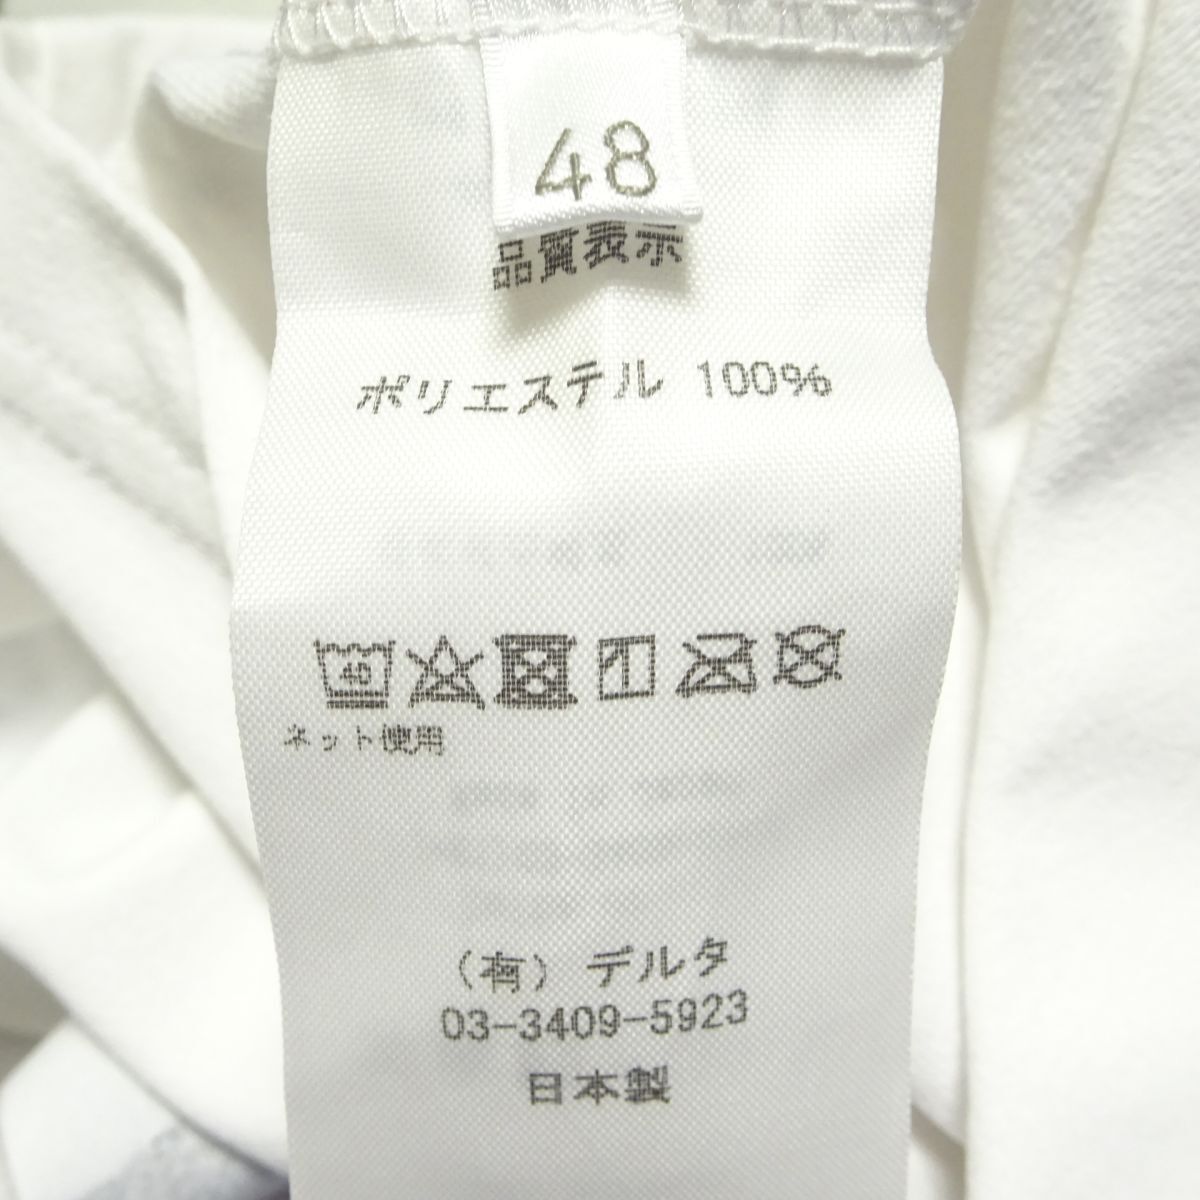 48
品質表示
ポリエステル 100%
40
ネット使用
(有) デルタ
03-3409-5923
日本製